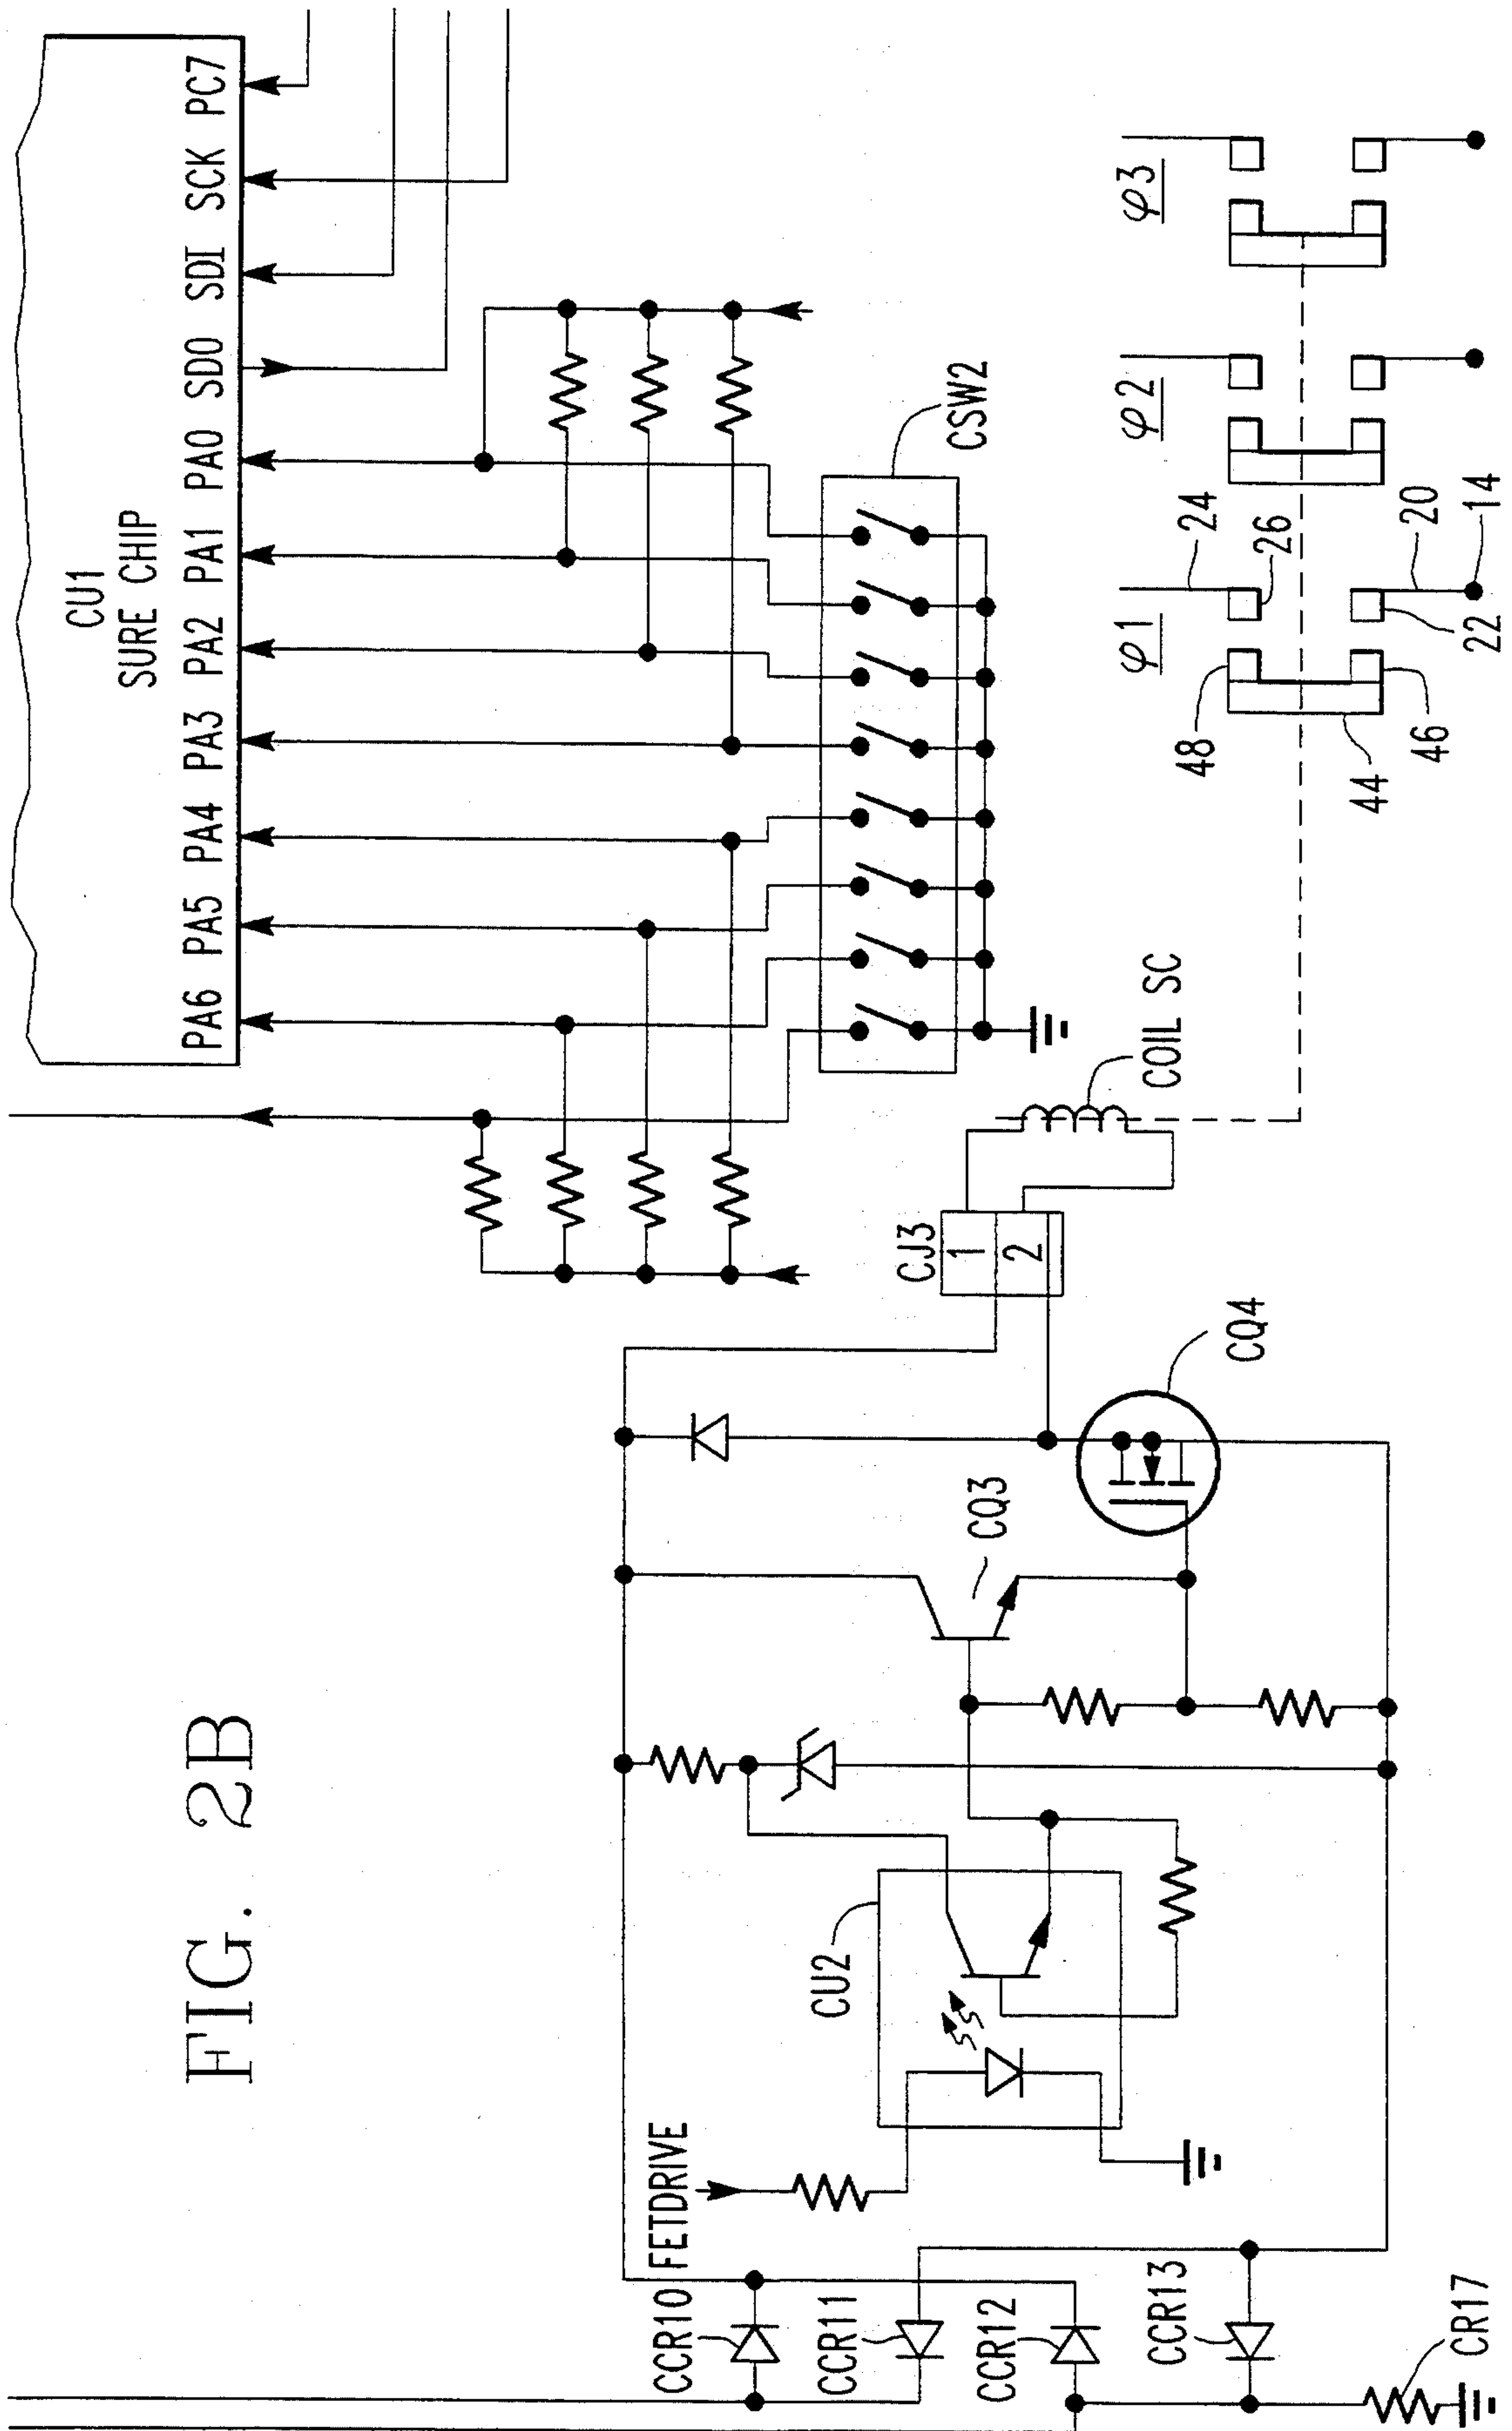 CU1
SURE CHIP
PA6 PA5 PA4 PA3 PA2 PA1 PA0 SD0 SDI SCK PC7
CSW2
φ1
φ2
φ3
24
26
48
20
22
14
46
44
COIL SC
CJ3
1
2
CQ4
CQ3
CU2
FETDRIVE
CCR10
CCR11
CCR12
CCR13
CR17
FIG. 2B